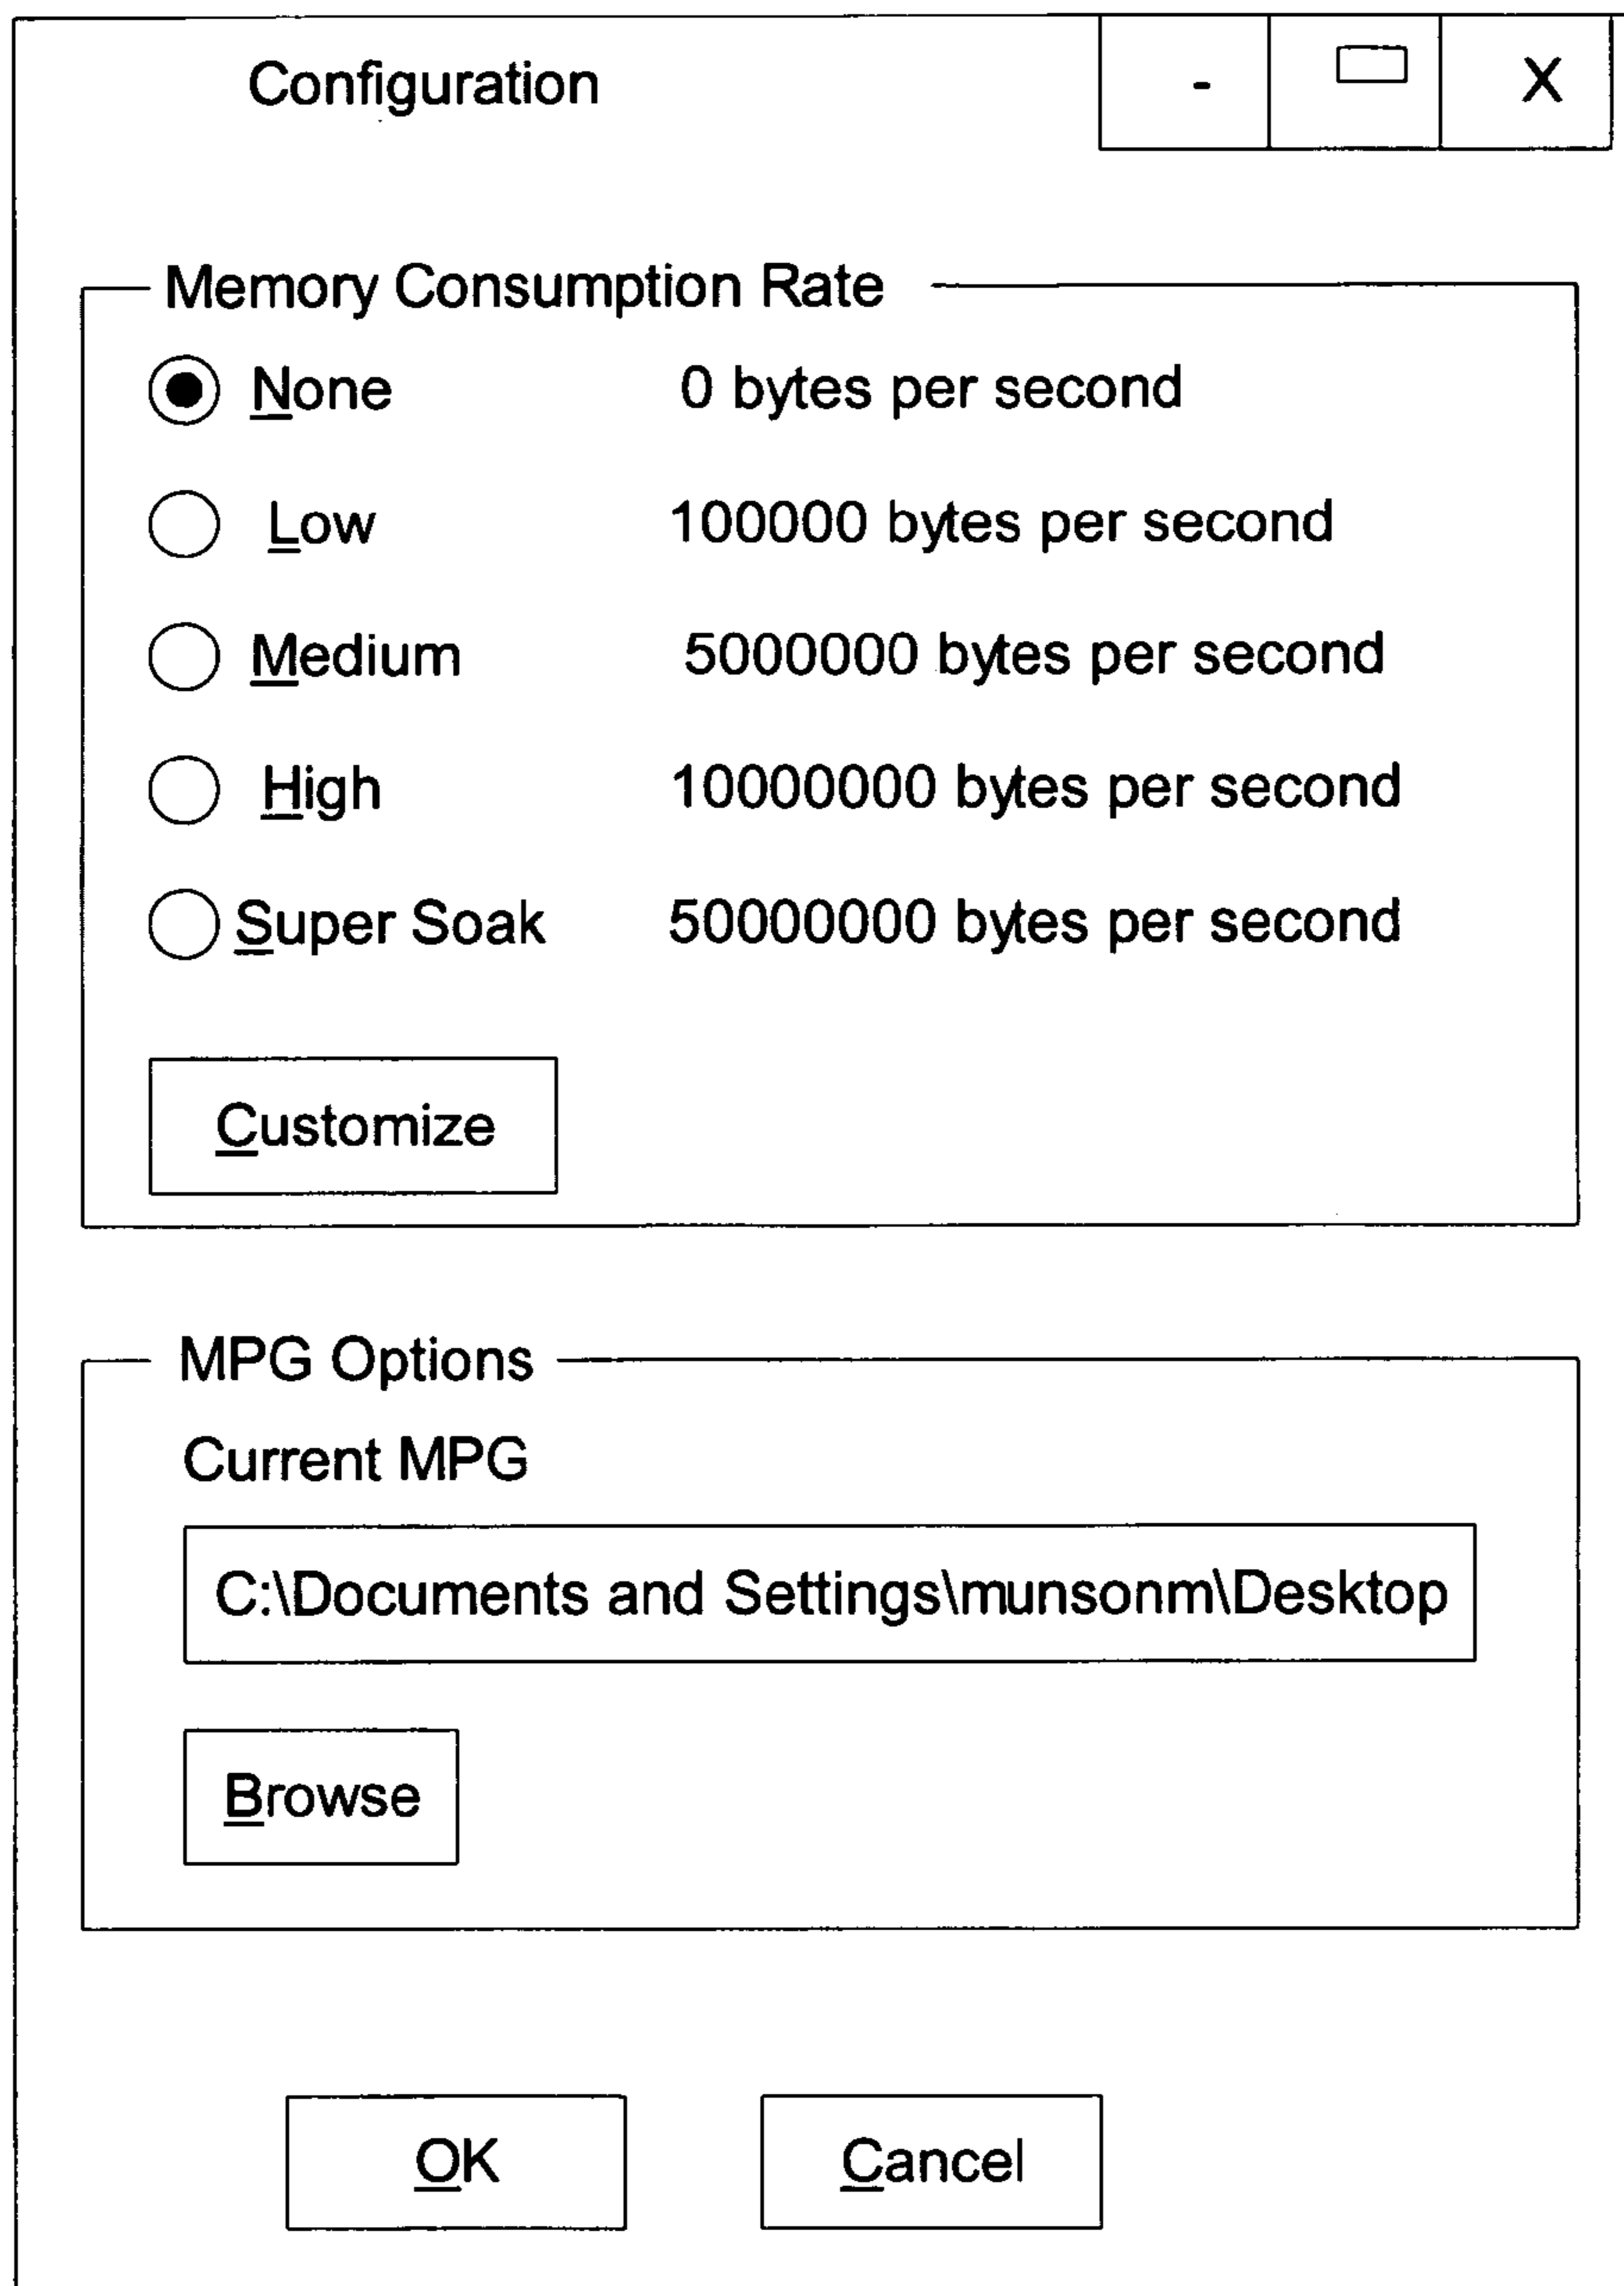 Configuration - X
Memory Consumption Rate
None 0 bytes per second
Low 100000 bytes per second
Medium 5000000 bytes per second
High 10000000 bytes per second
Super Soak 50000000 bytes per second
Customize
MPG Options
Current MPG
C:\Documents and Settings\munsonm\Desktop
Browse
OK Cancel